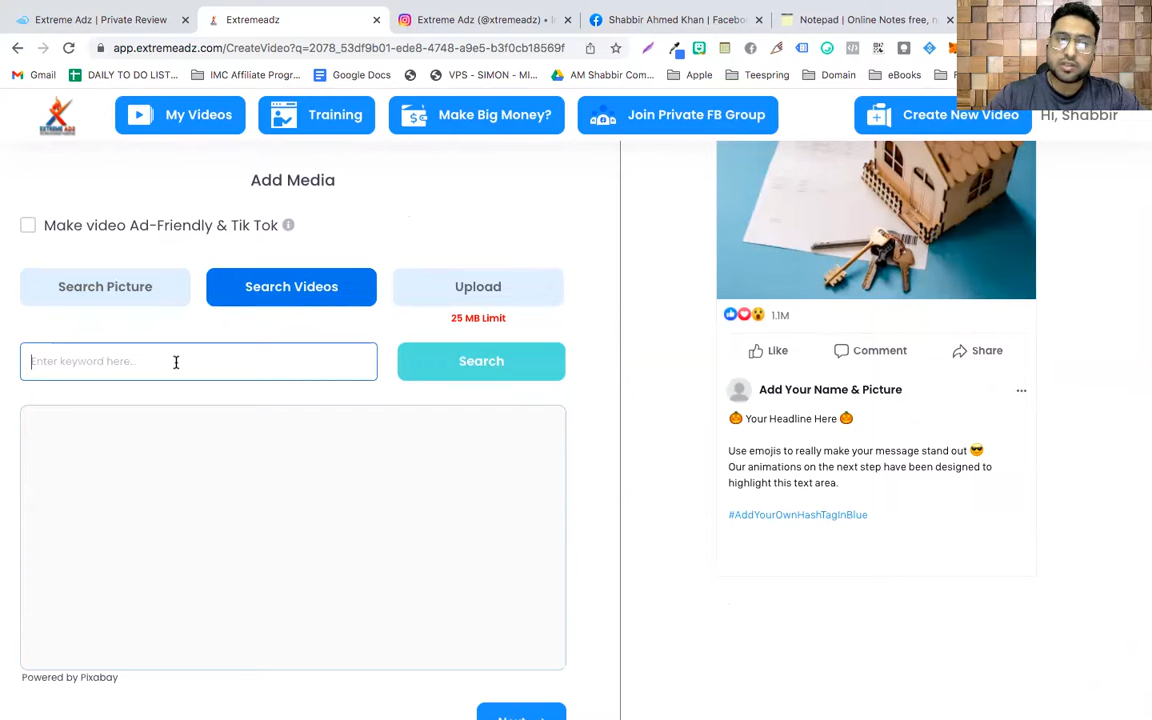 Extreme Adz | Private Review
Extremeadz
Extreme Adz (@xtremeadz) • I
Shabbir Ahmed Khan | Facebo
Notepad | Online Notes free, n
app.extremeadz.com/CreateVideo?q=2078_53df9b01-ede8-4748-a9e5-b3f0cb18569f
Gmail
DAILY TO DO LIST...
IMC Affiliate Progr...
Google Docs
VPS - SIMON - MI...
AM Shabbir Com...
Apple
Teespring
Domain
eBooks
EXTREME ADZ
My Videos
Training
Make Big Money?
Join Private FB Group
Create New Video
Hi, Shabbir
Add Media
Make video Ad-Friendly & Tik Tok
Search Picture
Search Videos
Upload
25 MB Limit
Enter keyword here..
Search
Powered by Pixabay
Next
1.1M
Like
Comment
Share
Add Your Name & Picture
🎃 Your Headline Here 🎃
Use emojis to really make your message stand out 😎
Our animations on the next step have been designed to
highlight this text area.
#AddYourOwnHashTagInBlue